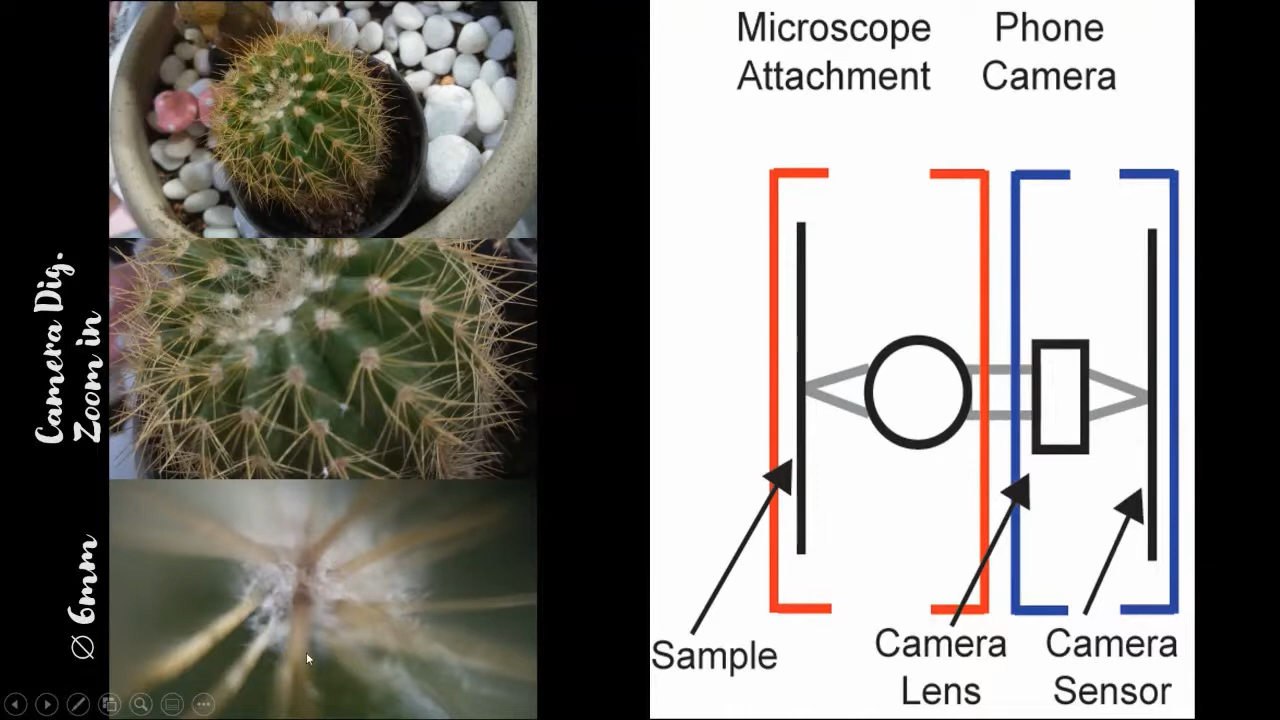 Camera Dig.
Zoom in
∅ 6mm
Microscope
Attachment
Phone
Camera
Sample
Camera
Lens
Camera
Sensor